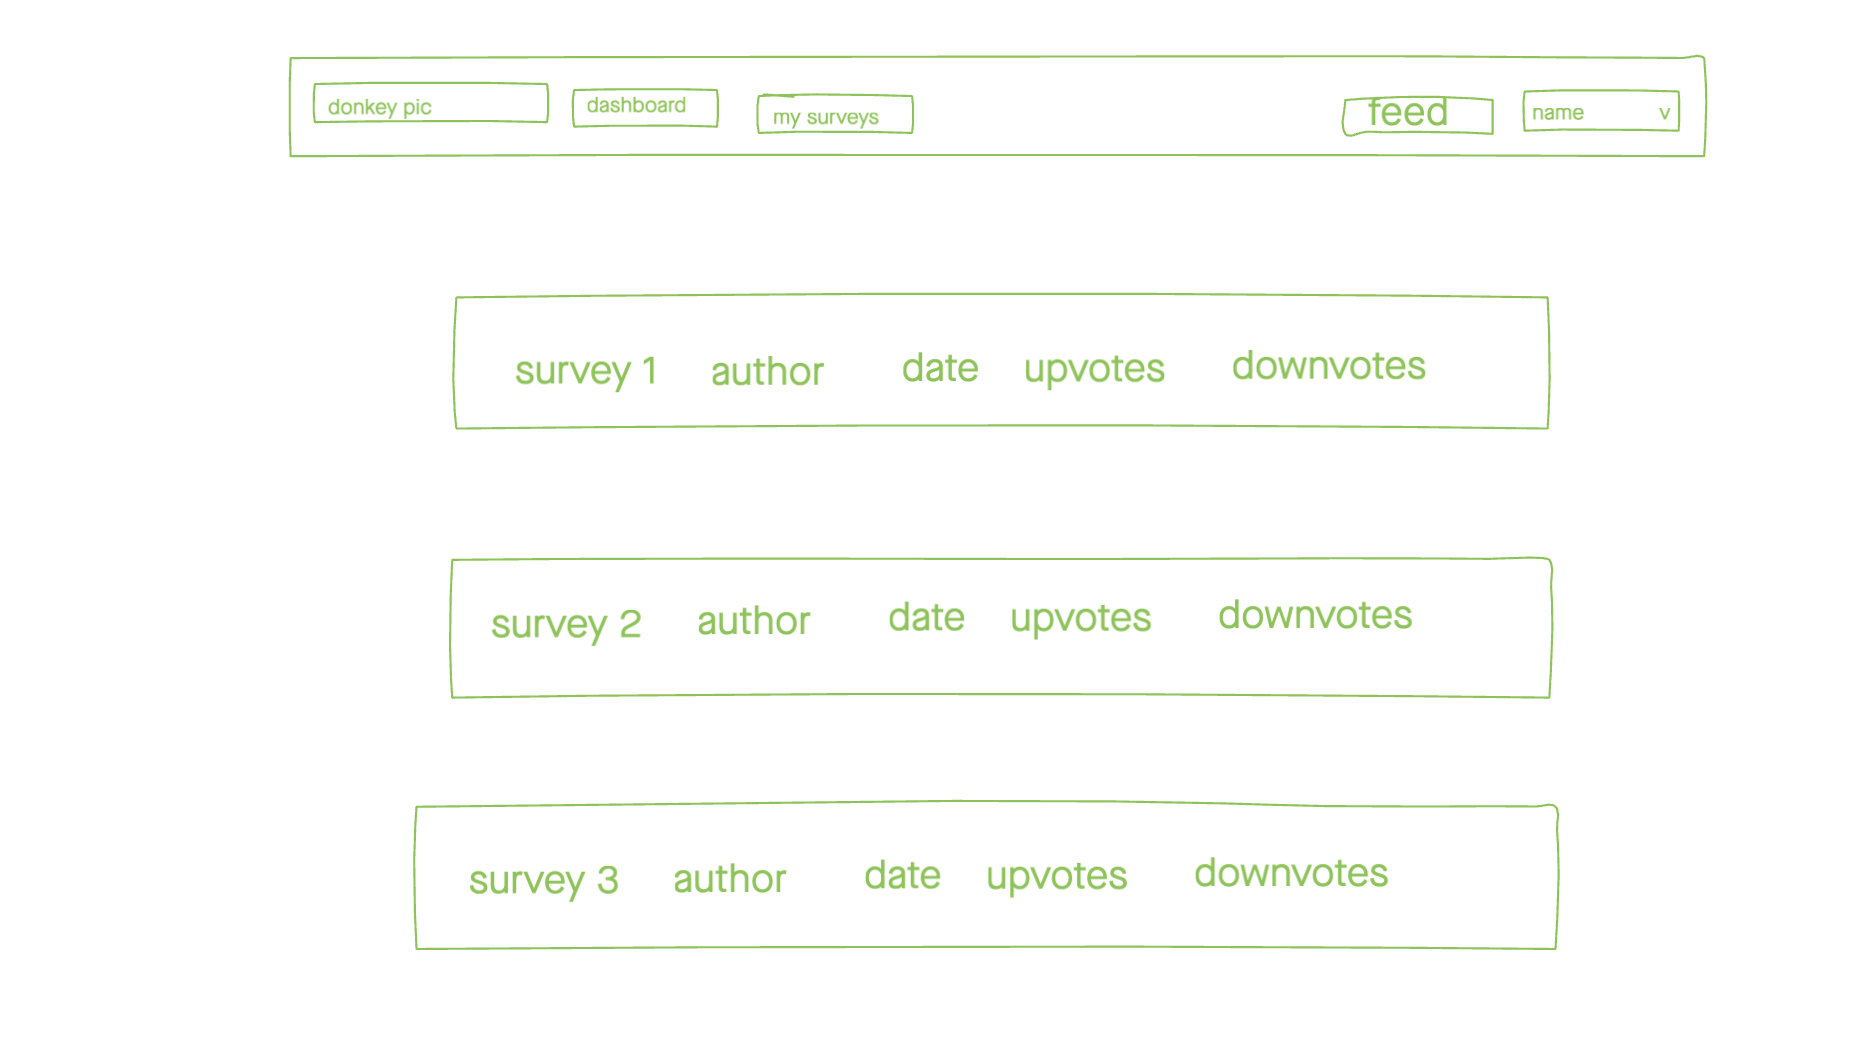 donkey pic dashboard my surveys feed name v
survey 1 author date upvotes downvotes
survey 2 author date upvotes downvotes
survey 3 author date upvotes downvotes